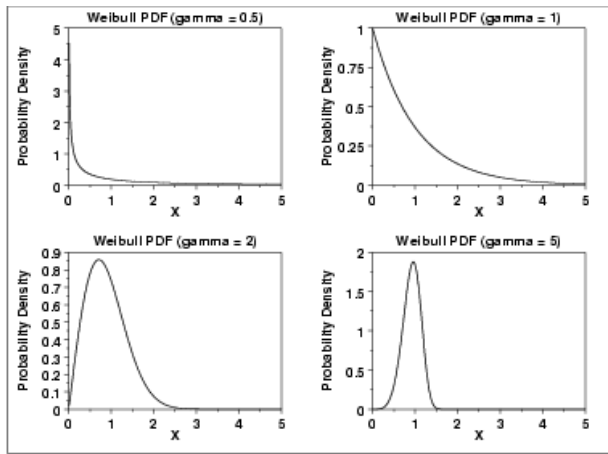 Weibull PDF (gamma = 0.5)
Probability Density
5
4
3
2
1
0
0 1 2 3 4 5
X
Weibull PDF (gamma = 1)
Probability Density
1
0.75
0.5
0.25
0
0 1 2 3 4 5
X
Weibull PDF (gamma = 2)
Probability Density
0.9
0.8
0.7
0.6
0.5
0.4
0.3
0.2
0.1
0
0 1 2 3 4 5
X
Weibull PDF (gamma = 5)
Probability Density
2
1.5
1
0.5
0
0 1 2 3 4 5
X